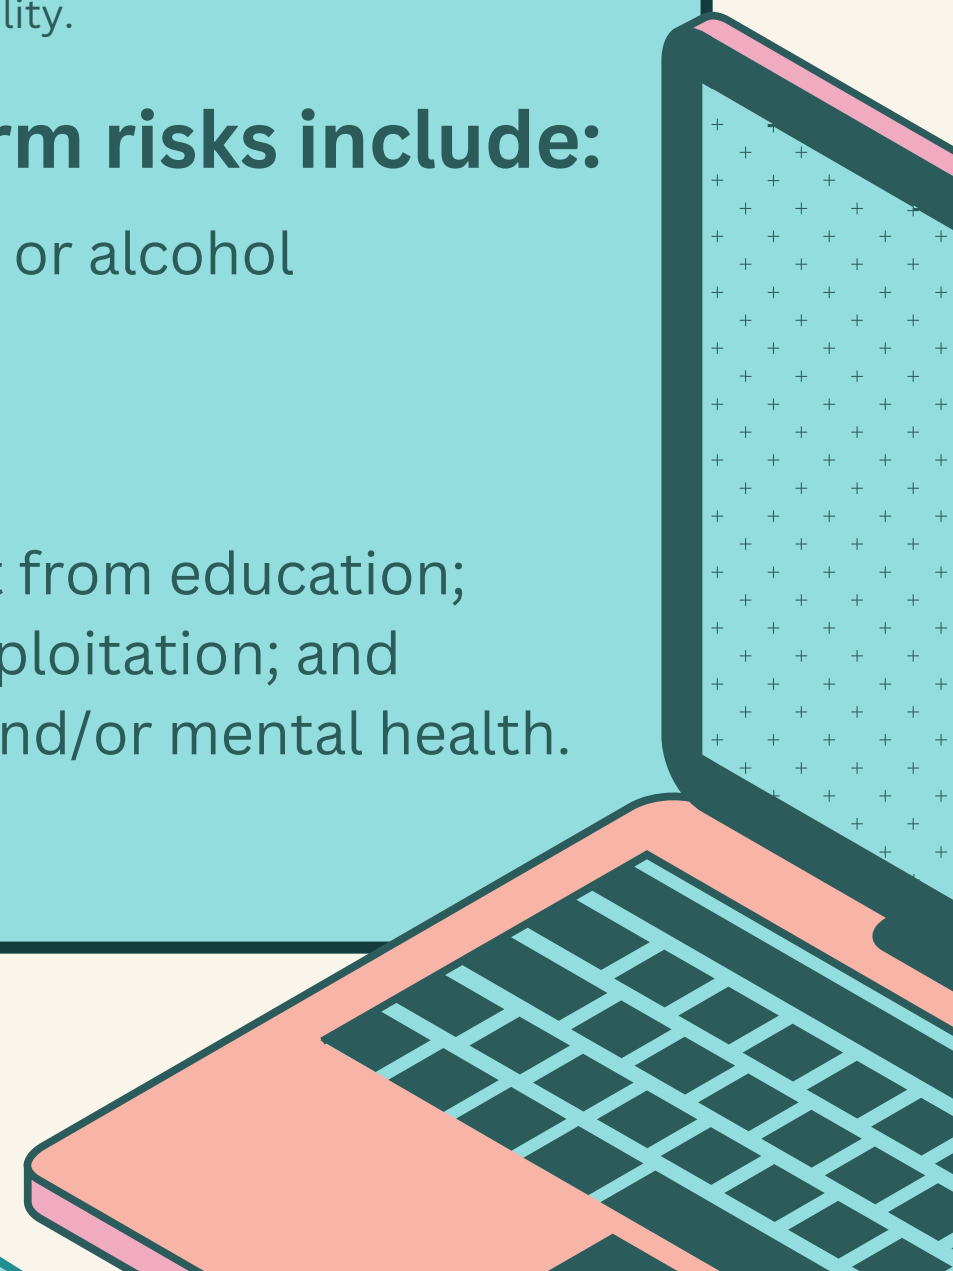 lity.
rm risks include:
or alcohol
from education;
ploitation; and
nd/or mental health.